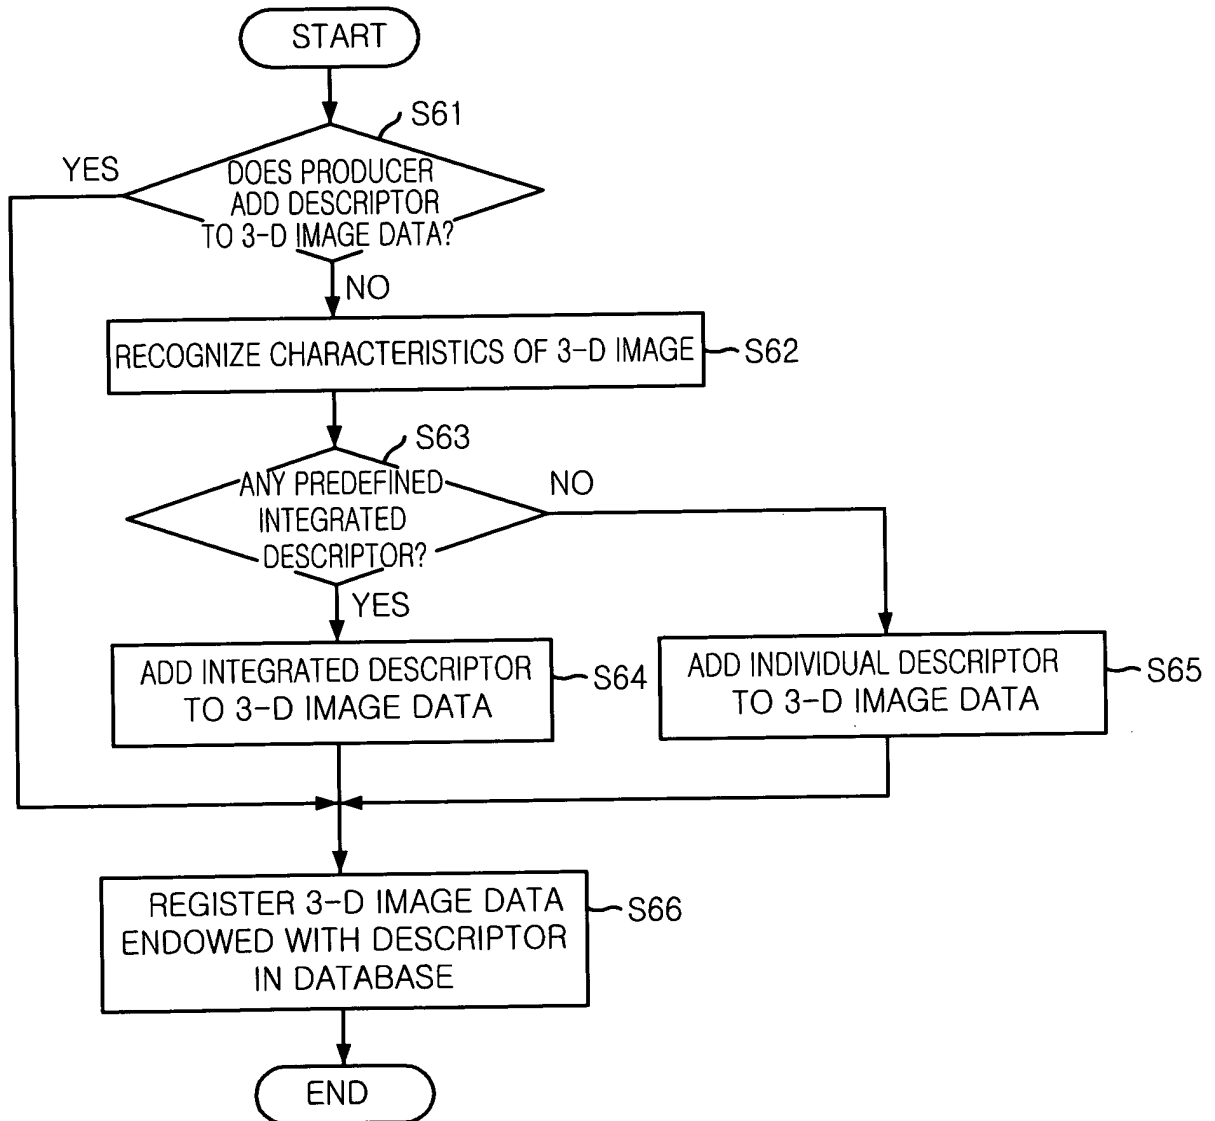 START
S61
YES
DOES PRODUCER
ADD DESCRIPTOR
TO 3-D IMAGE DATA?
NO
RECOGNIZE CHARACTERISTICS OF 3-D IMAGE
S62
S63
ANY PREDEFINED
INTEGRATED
DESCRIPTOR?
NO
YES
ADD INTEGRATED DESCRIPTOR
TO 3-D IMAGE DATA
S64
ADD INDIVIDUAL DESCRIPTOR
TO 3-D IMAGE DATA
S65
REGISTER 3-D IMAGE DATA
ENDOWED WITH DESCRIPTOR
IN DATABASE
S66
END